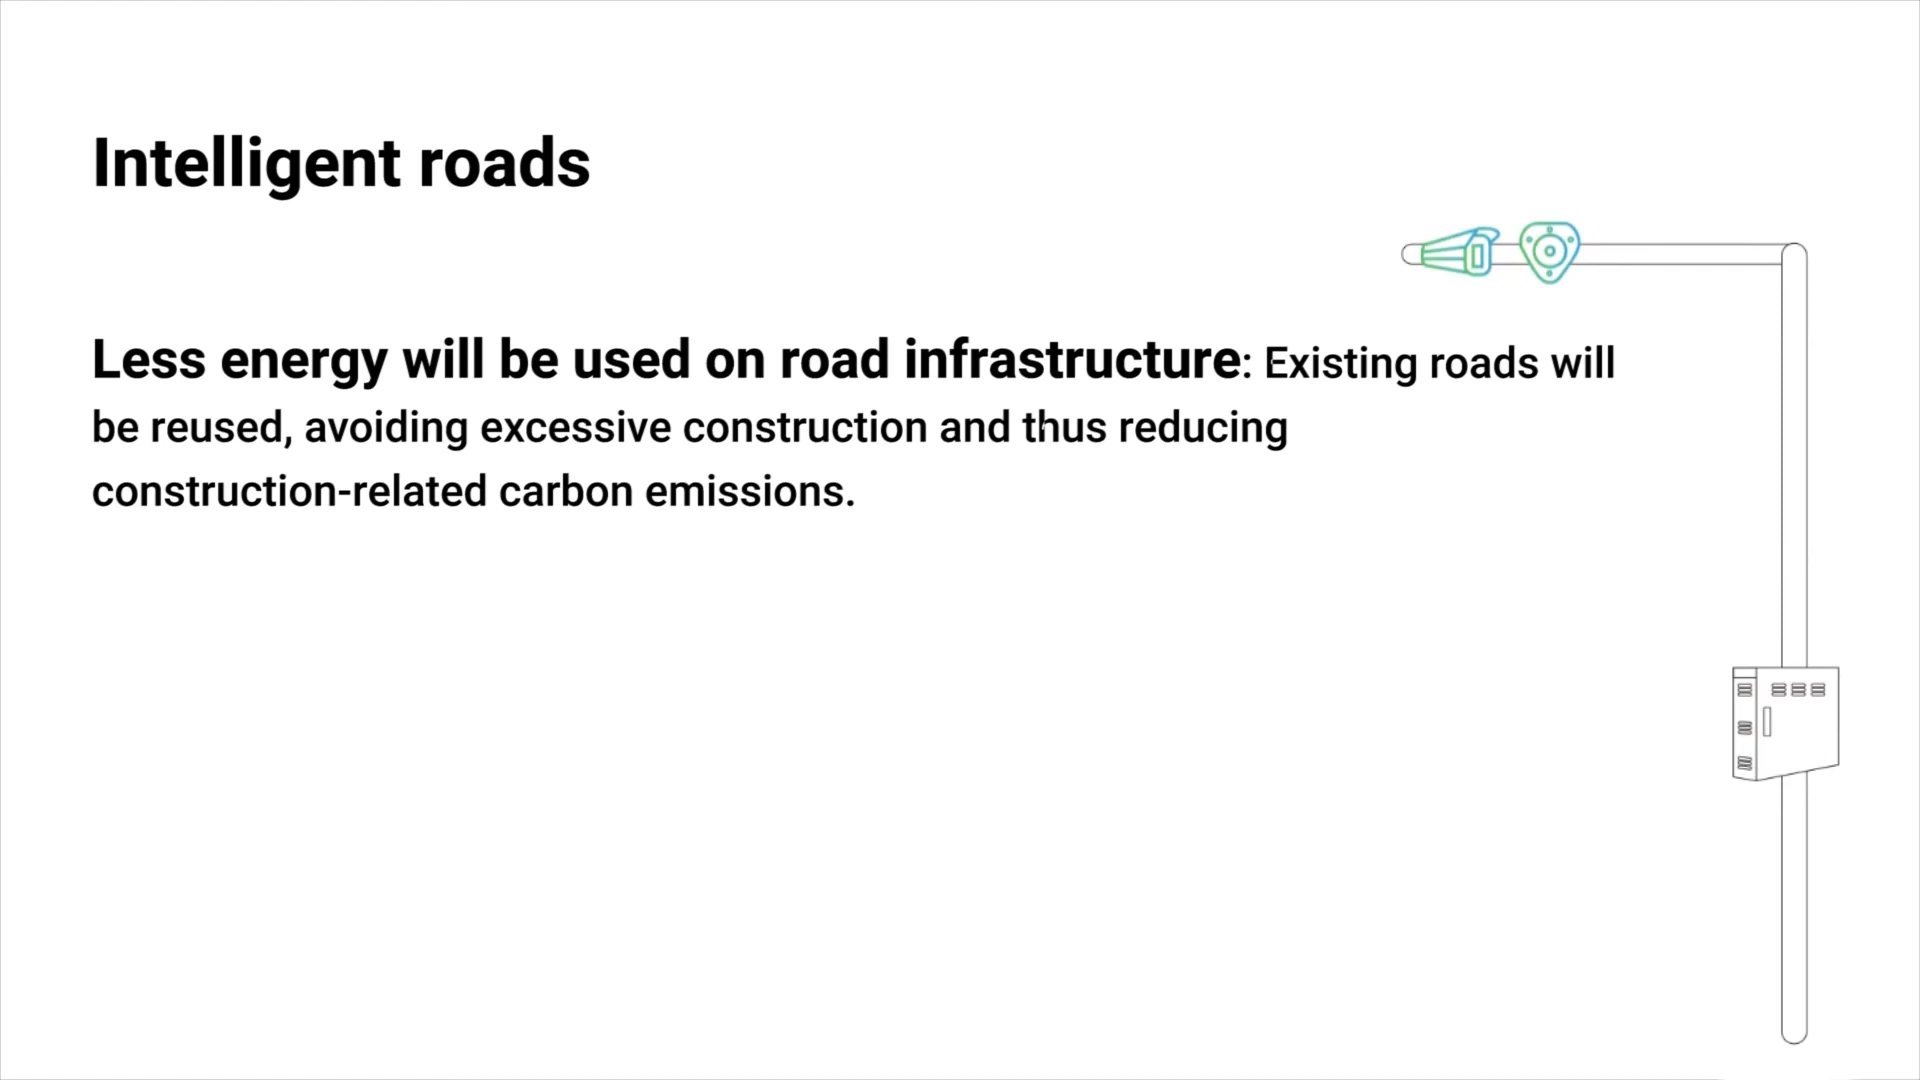 Intelligent roads
Less energy will be used on road infrastructure: Existing roads will
be reused, avoiding excessive construction and thus reducing
construction-related carbon emissions.